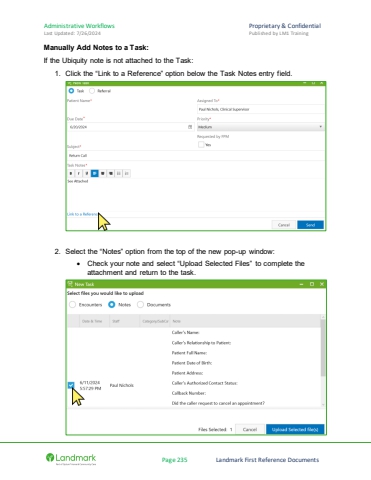 Administrative Workflows
Proprietary & Confidential
Last Updated: 7/26/2024
Published by LMK Training
Manually Add Notes to a Task:
If the Ubiquity note is not attached to the Task:
1. Click the “Link to a Reference” option below the Task Notes entry field.
Task
Referral
Patient Name*
Assigned To*
Paul Nichols, Clinical Supervisor
Due Date*
Priority*
6/20/2024
Medium
Requested by PPM
Yes
Subject*
Return Call
Task Notes*
B I U
See Attached
Link to a Reference
Cancel
Send
2. Select the “Notes” option from the top of the new pop-up window:
• Check your note and select “Upload Selected Files” to complete the
attachment and return to the task.
New Task
Select files you would like to upload
Encounters
Notes
Documents
Date & Time
Staff
Category/Author
Note
Caller's Name:
Caller's Relationship to Patient:
Patient Full Name:
Patient Date of Birth:
Patient Address:
6/11/2024
5:57:29 PM
Paul Nichols
Caller's Authorized Contact Status:
Callback Number:
Did the caller request to cancel an appointment?
Files Selected: 1
Cancel
Upload Selected file(s)
Landmark
Page 235
Landmark First Reference Documents